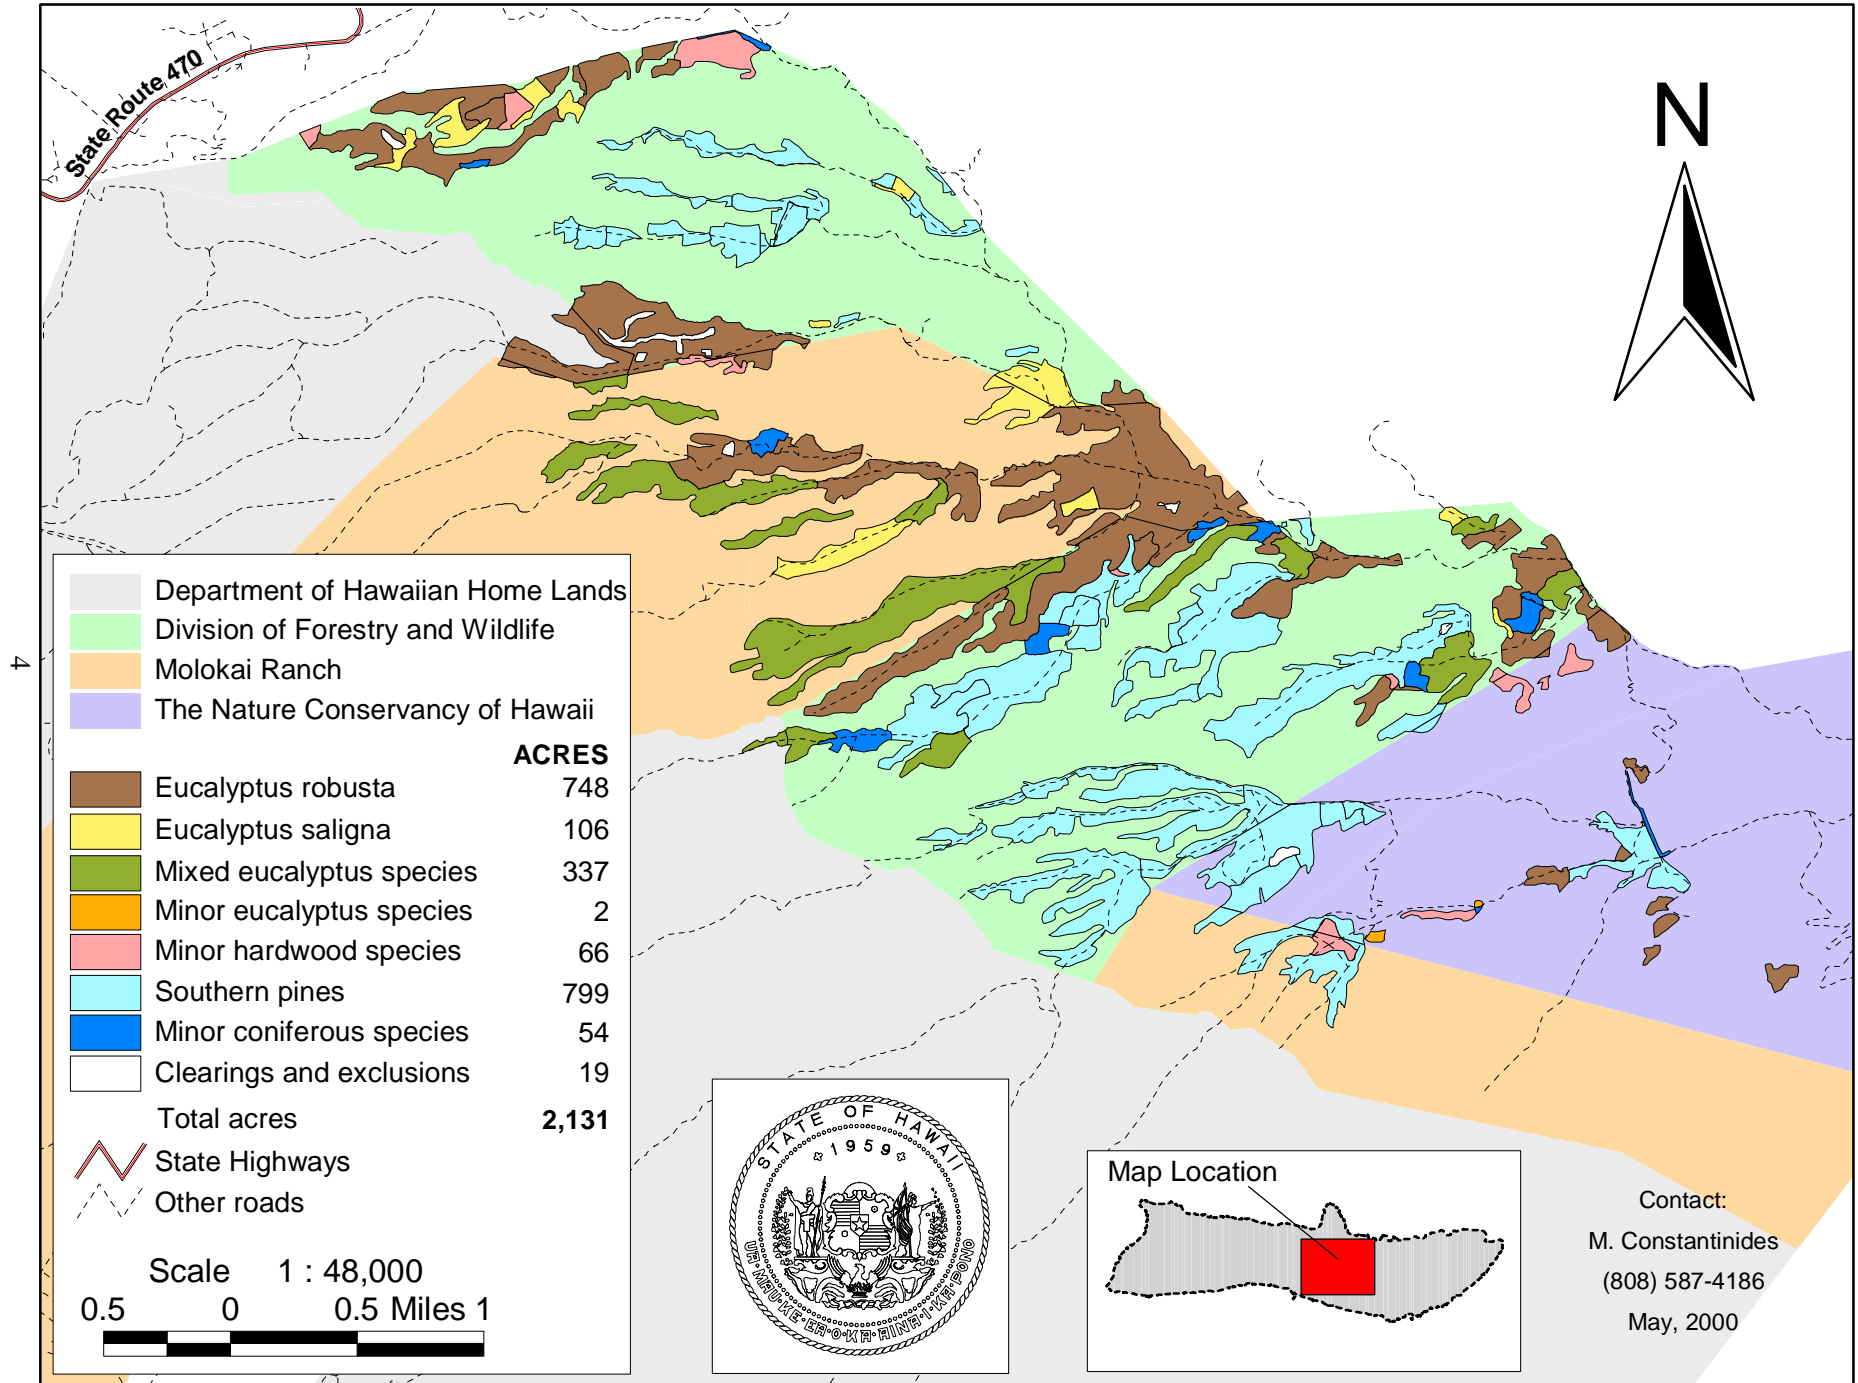 State Route 470
N
4
Department of Hawaiian Home Lands
Division of Forestry and Wildlife
Molokai Ranch
The Nature Conservancy of Hawaii
ACRES
Eucalyptus robusta 748
Eucalyptus saligna 106
Mixed eucalyptus species 337
Minor eucalyptus species 2
Minor hardwood species 66
Southern pines 799
Minor coniferous species 54
Clearings and exclusions 19
Total acres 2,131
State Highways
Other roads
Scale 1 : 48,000
0.5 0 0.5 Miles 1
STATE OF HAWAII
1959
UA·MAU·KE·EA·O·KA·AINA·I·KA·PONO
Map Location
Contact:
M. Constantinides
(808) 587-4186
May, 2000